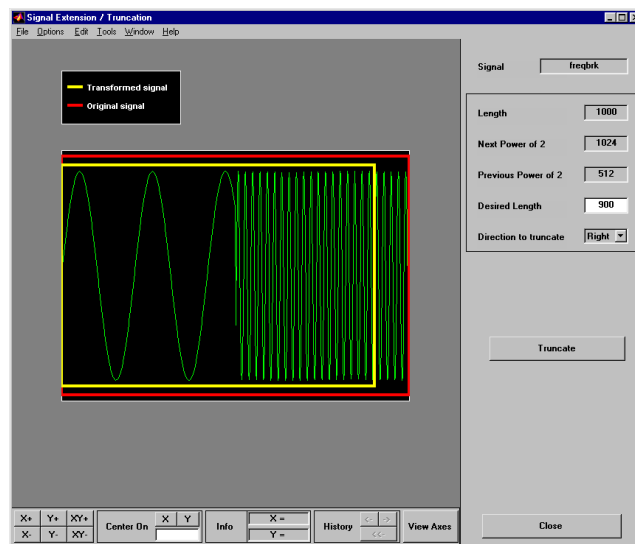 Signal Extension / Truncation
File Options Edit Tools Window Help
Transformed signal
Original signal
Signal freqbrk
Length 1000
Next Power of 2 1024
Previous Power of 2 512
Desired Length 900
Direction to truncate Right
Truncate
X+ Y+ XY+
X- Y- XY-
Center On X Y
Info X =
Y =
History <- ->
<<-
View Axes
Close